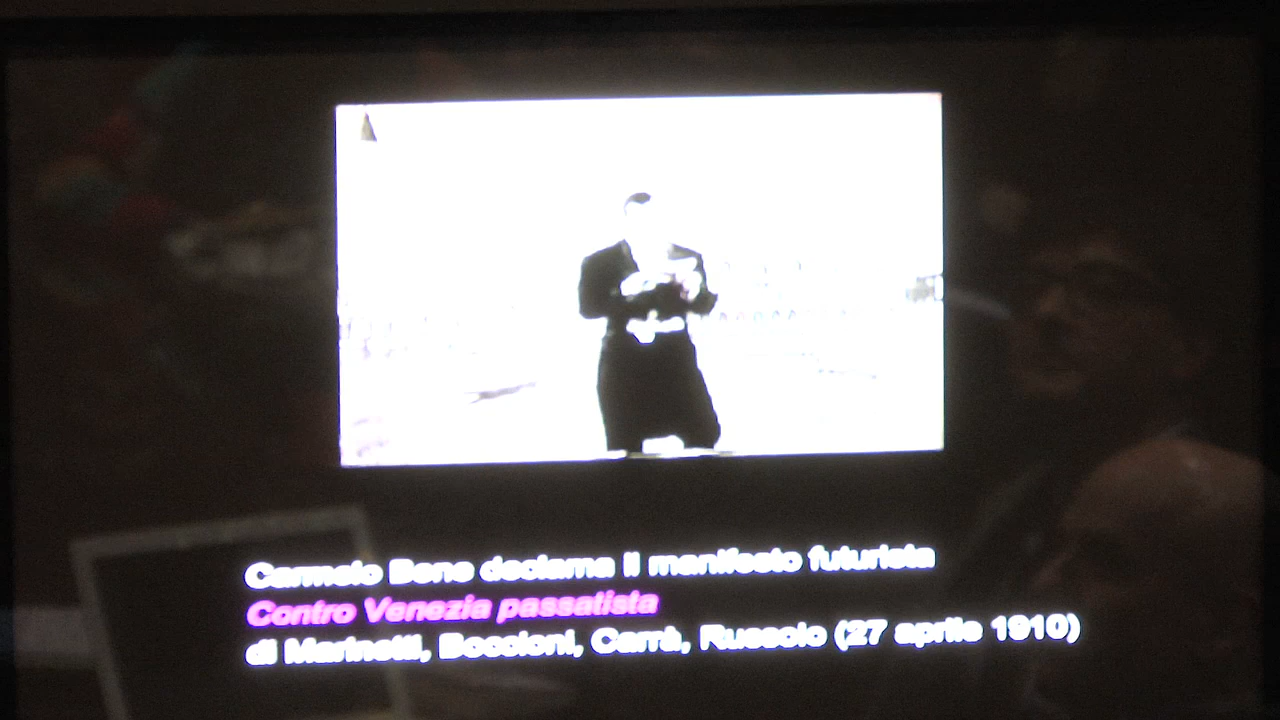 Carmelo Bene declama il manifesto futurista
Contro Venezia passatista
di Marinetti, Boccioni, Carrà, Russolo (27 aprile 1910)